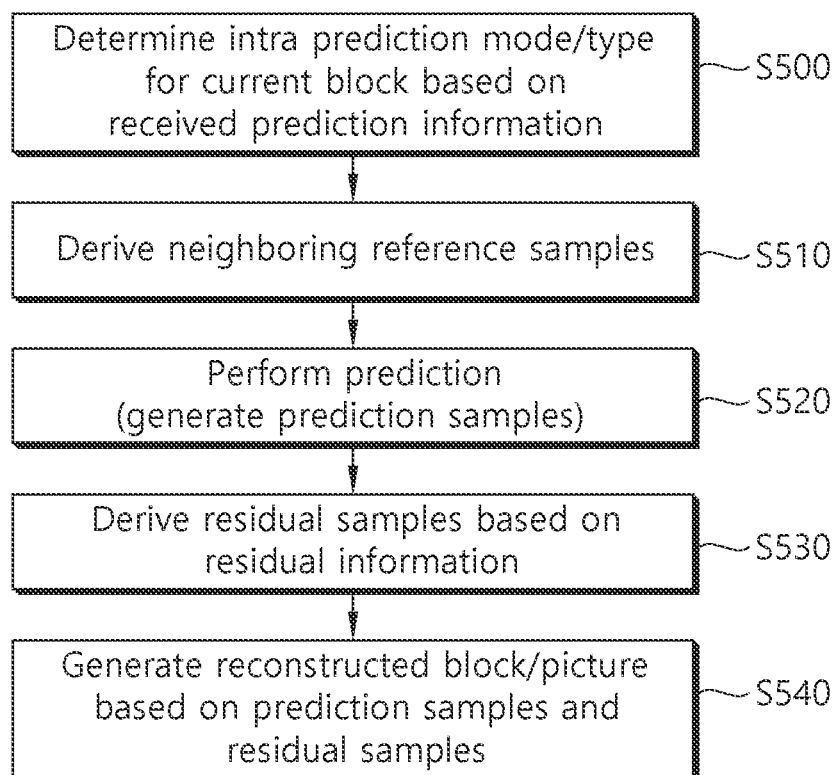 Determine intra prediction mode/type
for current block based on
received prediction information
S500
Derive neighboring reference samples
S510
Perform prediction
(generate prediction samples)
S520
Derive residual samples based on
residual information
S530
Generate reconstructed block/picture
based on prediction samples and
residual samples
S540